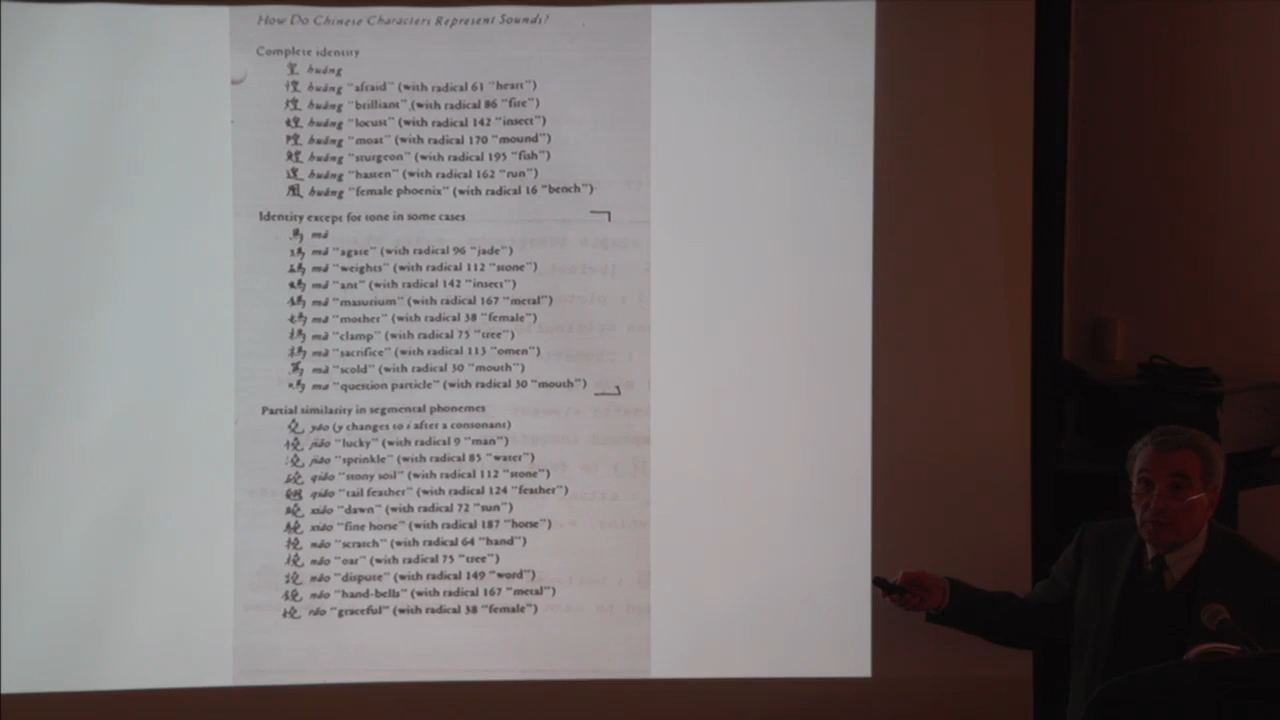 How Do Chinese Characters Represent Sounds?
Complete identity
皇 huáng
惶 huáng "afraid" (with radical 61 "heart")
煌 huáng "brilliant" (with radical 86 "fire")
蝗 huáng "locust" (with radical 142 "insect")
隍 huáng "moat" (with radical 170 "mound")
鰉 huáng "sturgeon" (with radical 195 "fish")
遑 huáng "hasten" (with radical 162 "run")
凰 huáng "female phoenix" (with radical 16 "bench")
Identity except for tone in some cases
馬 mǎ
瑪 mǎ "agate" (with radical 96 "jade")
碼 mǎ "weights" (with radical 112 "stone")
螞 mǎ "ant" (with radical 142 "insect")
鎷 mǎ "masurium" (with radical 167 "metal")
媽 mā "mother" (with radical 38 "female")
榪 mà "clamp" (with radical 75 "tree")
禡 mà "sacrifice" (with radical 113 "omen")
罵 mà "scold" (with radical 30 "mouth")
嗎 ma "question particle" (with radical 30 "mouth")
Partial similarity in segmental phonemes
堯 yáo (y changes to i after a consonant)
僥 jiǎo "lucky" (with radical 9 "man")
澆 jiāo "sprinkle" (with radical 85 "water")
磽 qiāo "stony soil" (with radical 112 "stone")
翹 qiáo "tail feather" (with radical 124 "feather")
曉 xiǎo "dawn" (with radical 72 "sun")
驍 xiāo "fine horse" (with radical 187 "horse")
撓 náo "scratch" (with radical 64 "hand")
橈 náo "oar" (with radical 75 "tree")
譊 náo "dispute" (with radical 149 "word")
鐃 náo "hand-bells" (with radical 167 "metal")
嬈 ráo "graceful" (with radical 38 "female")